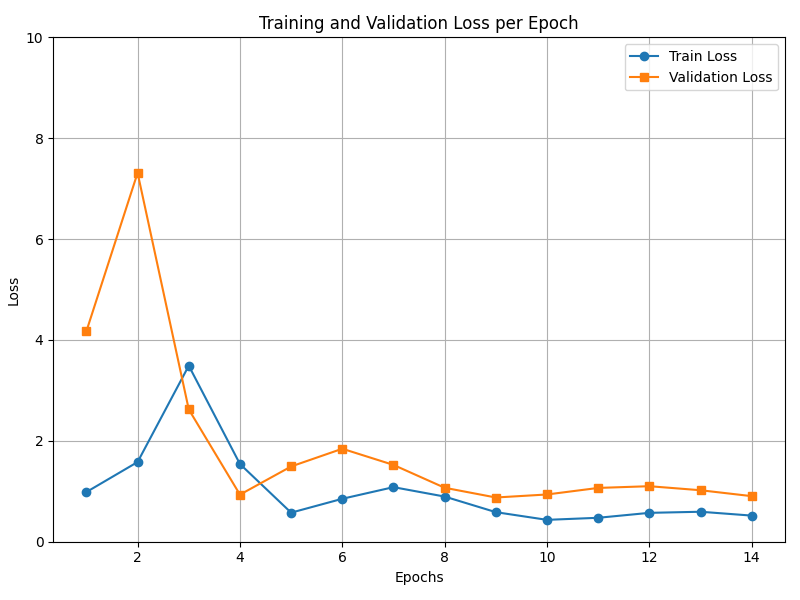 Training and Validation Loss per Epoch
Train Loss
Validation Loss
10
8
6
4
2
0
Loss
2 4 6 8 10 12 14
Epochs